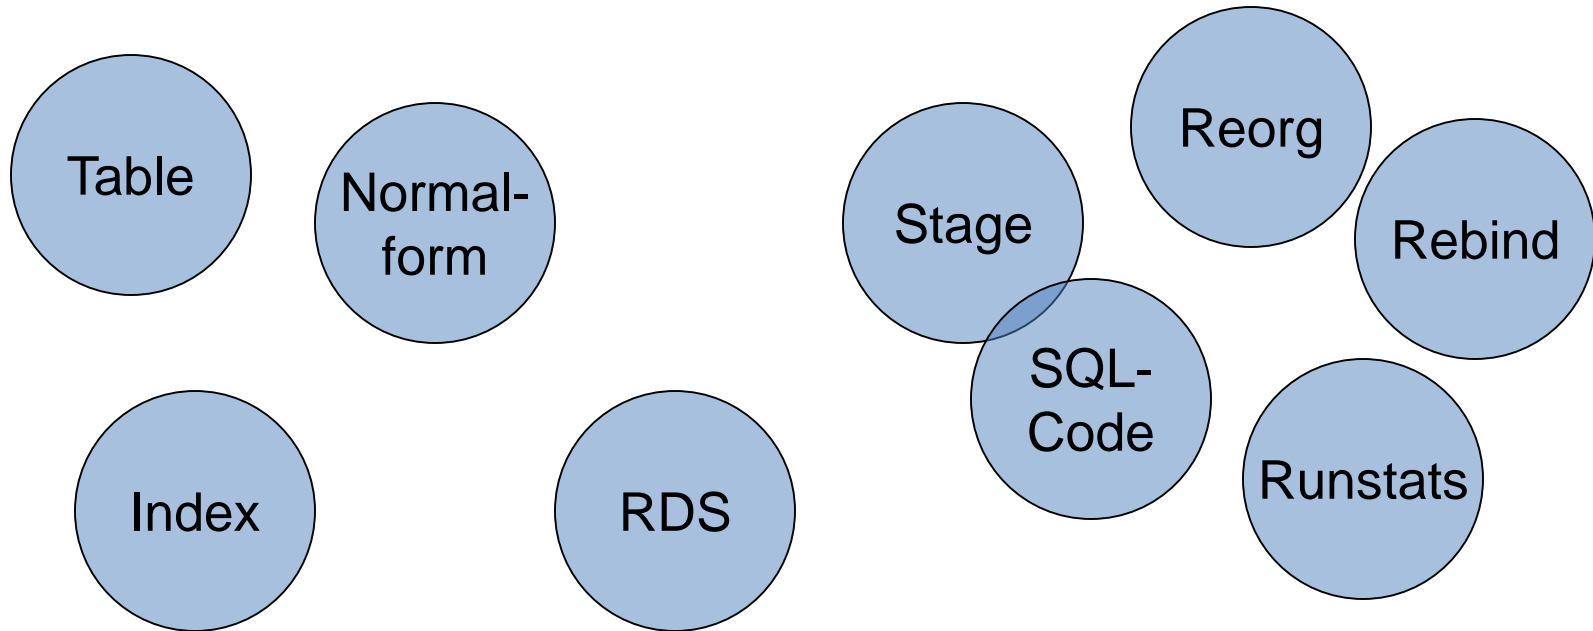 Table
Normal-
form
Index
RDS
Stage
SQL-
Code
Reorg
Rebind
Runstats